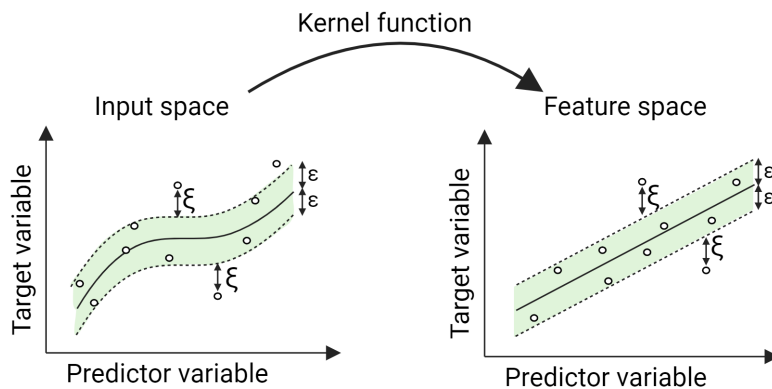 Kernel function
Input space
Feature space
Target variable
ξ
ξ
ε
ε
Predictor variable
Target variable
ξ
ξ
ε
ε
Predictor variable